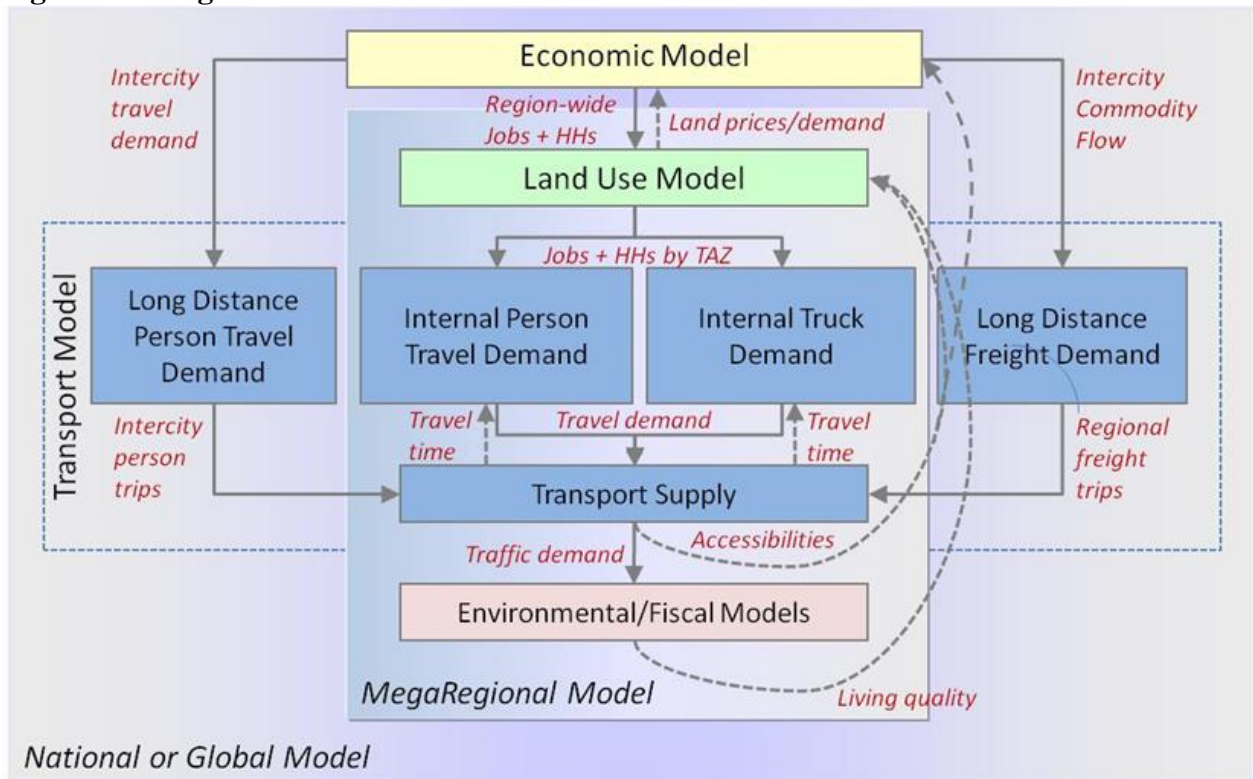 Economic Model
Intercity
travel
demand
Region-wide
Jobs + HHs
Land prices/demand
Intercity
Commodity
Flow
Land Use Model
Jobs + HHs by TAZ
Transport Model
Long Distance
Person Travel
Demand
Internal Person
Travel Demand
Internal Truck
Demand
Long Distance
Freight Demand
Intercity
person
trips
Travel
time
Travel demand
Travel
time
Regional
freight
trips
Transport Supply
Traffic demand
Accessibilities
Environmental/Fiscal Models
MegaRegional Model
Living quality
National or Global Model